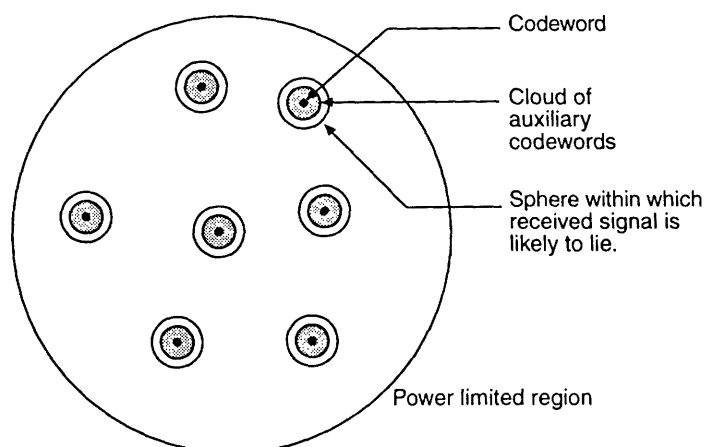 Codeword
Cloud of
auxiliary
codewords
Sphere within which
received signal is
likely to lie.
Power limited region